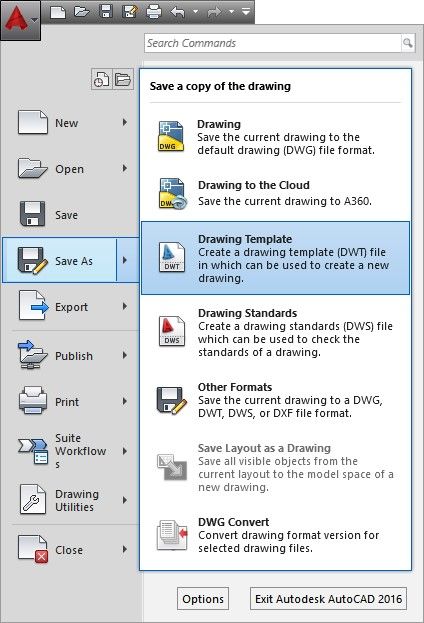 Search Commands
Save a copy of the drawing
New
Open
Save
Save As
Export
Publish
Print
Suite
Workflow
s
Drawing
Utilities
Close
DWG
Drawing
Save the current drawing to the
default drawing (DWG) file format.
DWG
Drawing to the Cloud
Save the current drawing to A360.
DWT
Drawing Template
Create a drawing template (DWT) file
in which can be used to create a new
drawing.
DWS
Drawing Standards
Create a drawing standards (DWS) file
which can be used to check the
standards of a drawing.
Other Formats
Save the current drawing to a DWG,
DWT, DWS, or DXF file format.
Save Layout as a Drawing
Save all visible objects from the
current layout to the model space of a
new drawing.
DWG Convert
Convert drawing format version for
selected drawing files.
Options
Exit Autodesk AutoCAD 2016